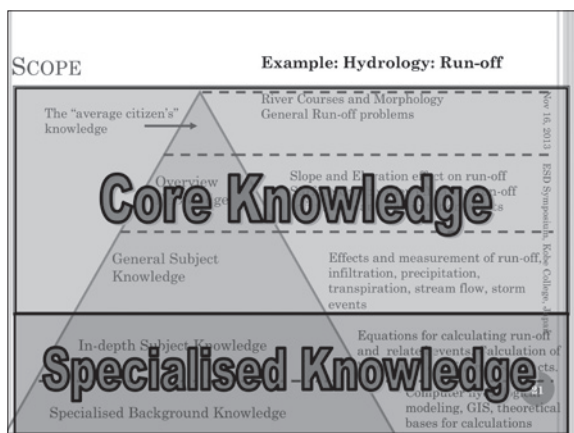 SCOPE
Example: Hydrology: Run-off
The "average citizen's"
knowledge
River Courses and Morphology
General Run-off problems
Overview
Slope and Elevation effect on run-off
Core Knowledge
General Subject
Knowledge
Effects and measurement of run-off,
infiltration, precipitation,
transpiration, stream flow, storm
events
In-depth Subject Knowledge
Equations for calculating run-off
and related events. Calculation of
Specialised Knowledge
Specialised Background Knowledge
modeling, GIS, theoretical
bases for calculations
Nov 16, 2013 ESD Symposium, Kobe College, Japan
21